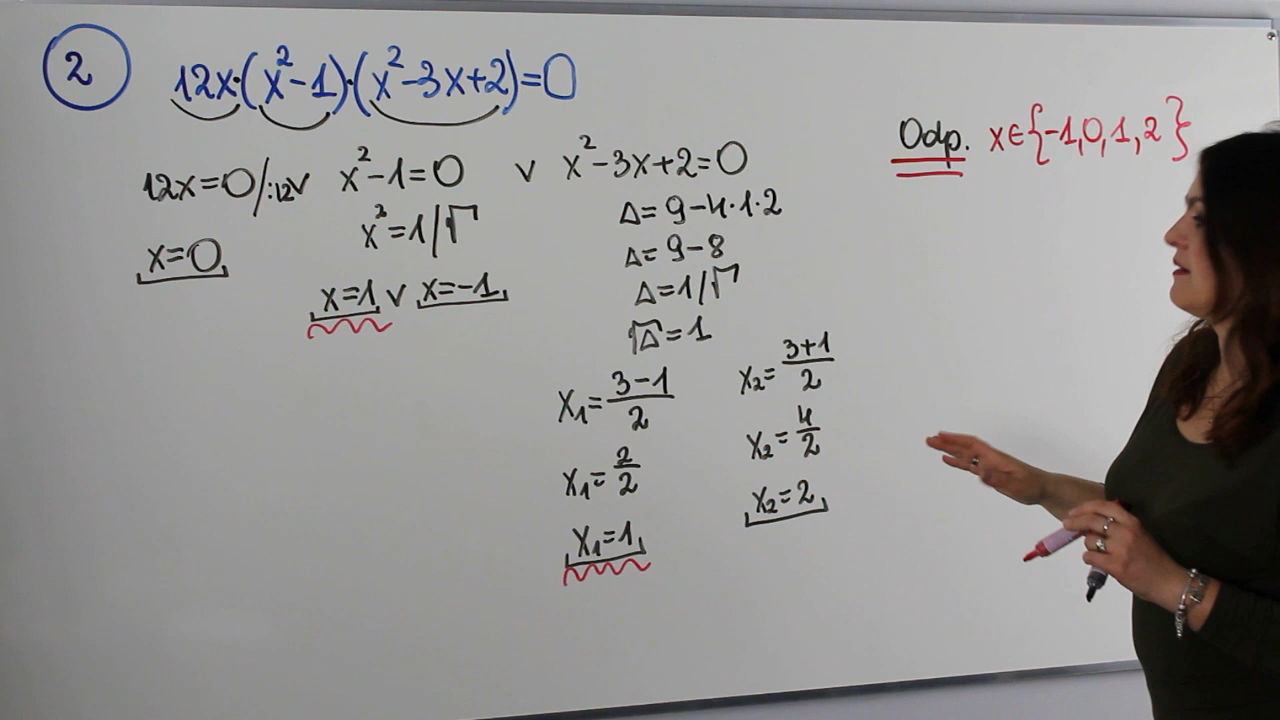 2
12x·(x²-1)·(x²-3x+2)=0
12x=0/:12 v x²-1=0 v x²-3x+2=0
x=0
x²=1/√
x=1 v x=-1
Δ=9-4·1·2
Δ=9-8
Δ=1/√
√Δ=1
x₁=(3-1)/2
x₁=2/2
x₁=1
x₂=(3+1)/2
x₂=4/2
x₂=2
Odp. x∈{-1,0,1,2}